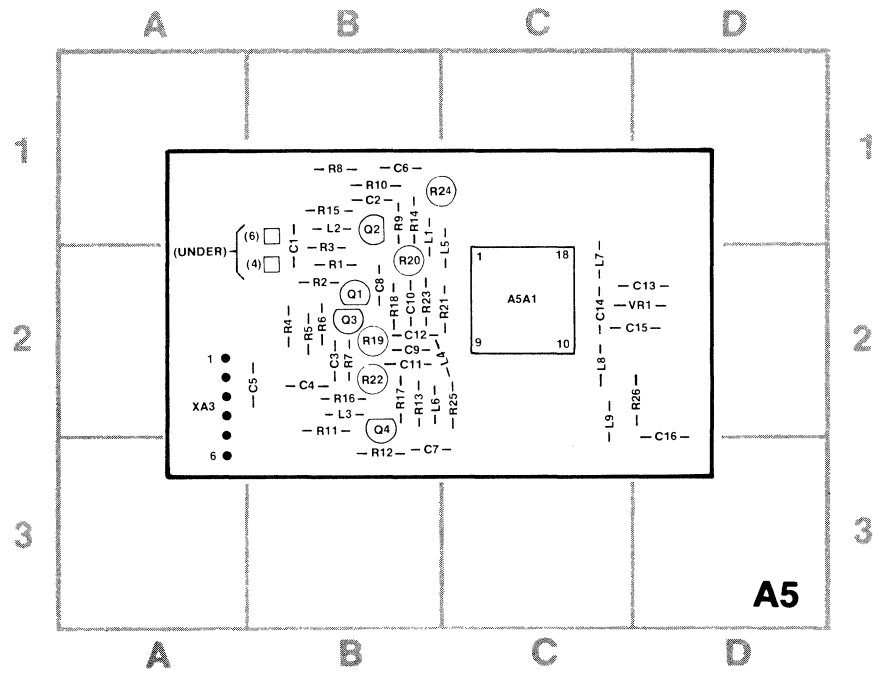 A B C D
1 1
R8 C6
R10
R24
C2
R15 R9 R14
(6) L2 Q2 L1
(UNDER) C1 R3 L5
R20 1 18 L7
(4) R1
R2 C8 C10 R23 C13
Q1 R18 R21 A5A1 C14 VR1
R4 R5 R6 Q3 C15
2 2
R19 C12 9 10
C3 R7 C9 L4
1 C11 L8
C5 C4 R22
XA3 R16 R17 R13 L6 R25 R26
L3 L9
R11 Q4 C16
6 R12 C7
3 3
A5
A B C D